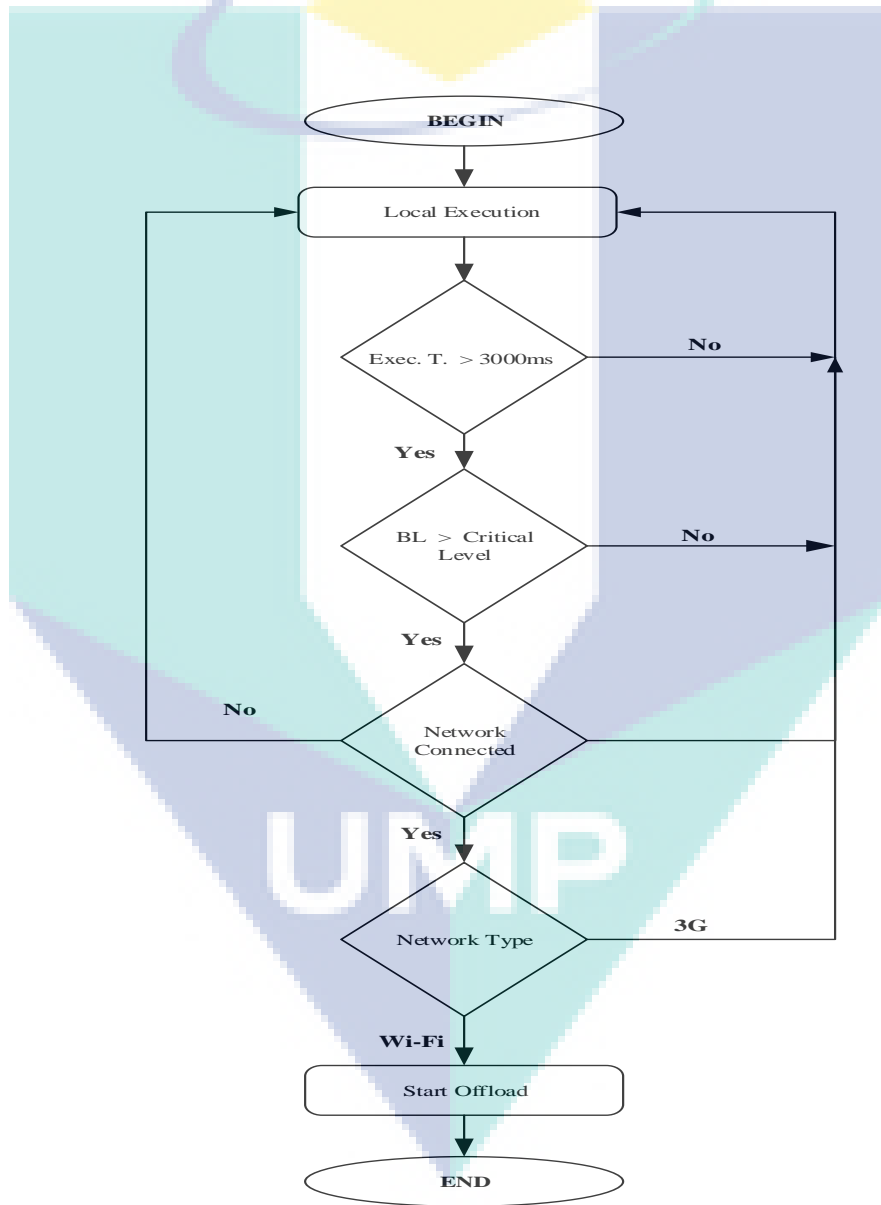 BEGIN
Local Execution
Exec. T. > 3000ms
No
Yes
BL > Critical
Level
No
Yes
No
Network
Connected
Yes
UMP
Network Type
3G
Wi-Fi
Start Offload
END